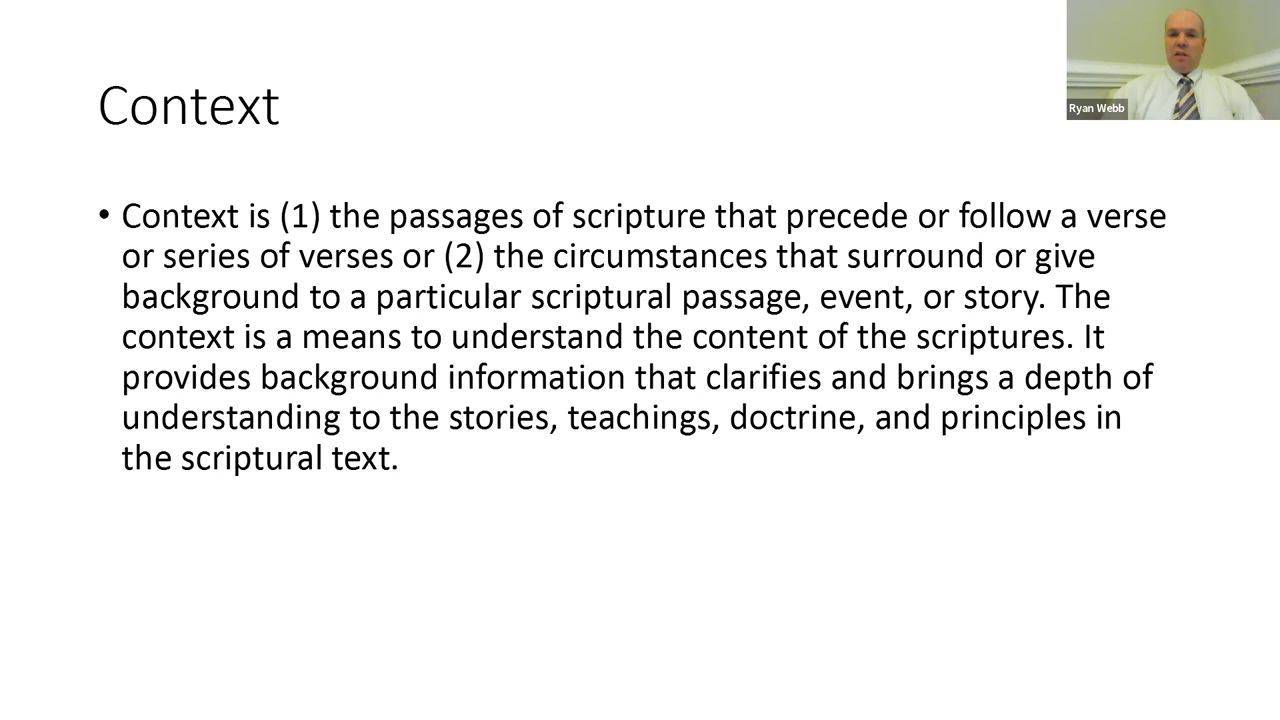 Ryan Webb
Context
• Context is (1) the passages of scripture that precede or follow a verse
or series of verses or (2) the circumstances that surround or give
background to a particular scriptural passage, event, or story. The
context is a means to understand the content of the scriptures. It
provides background information that clarifies and brings a depth of
understanding to the stories, teachings, doctrine, and principles in
the scriptural text.